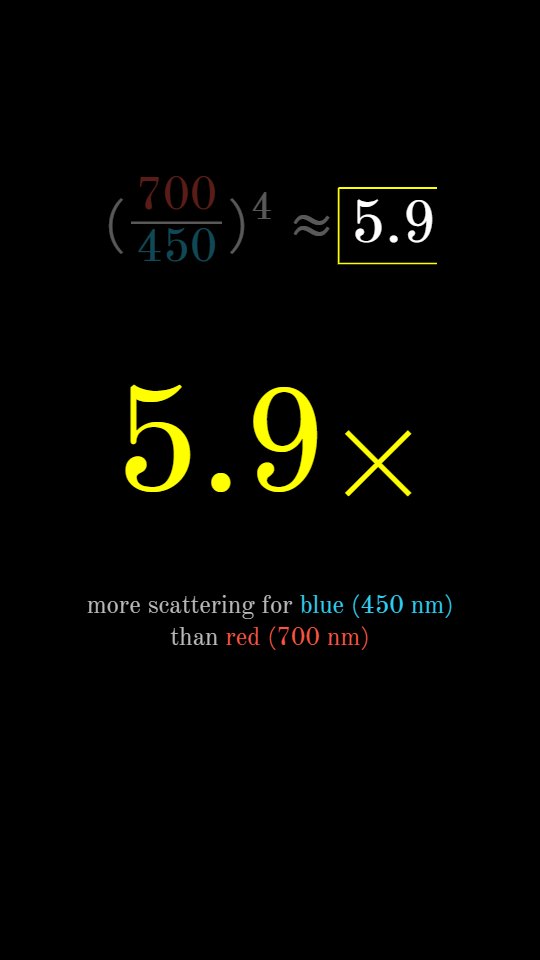 (700/450)⁴ ≈ 5.9
5.9×
more scattering for blue (450 nm)
than red (700 nm)